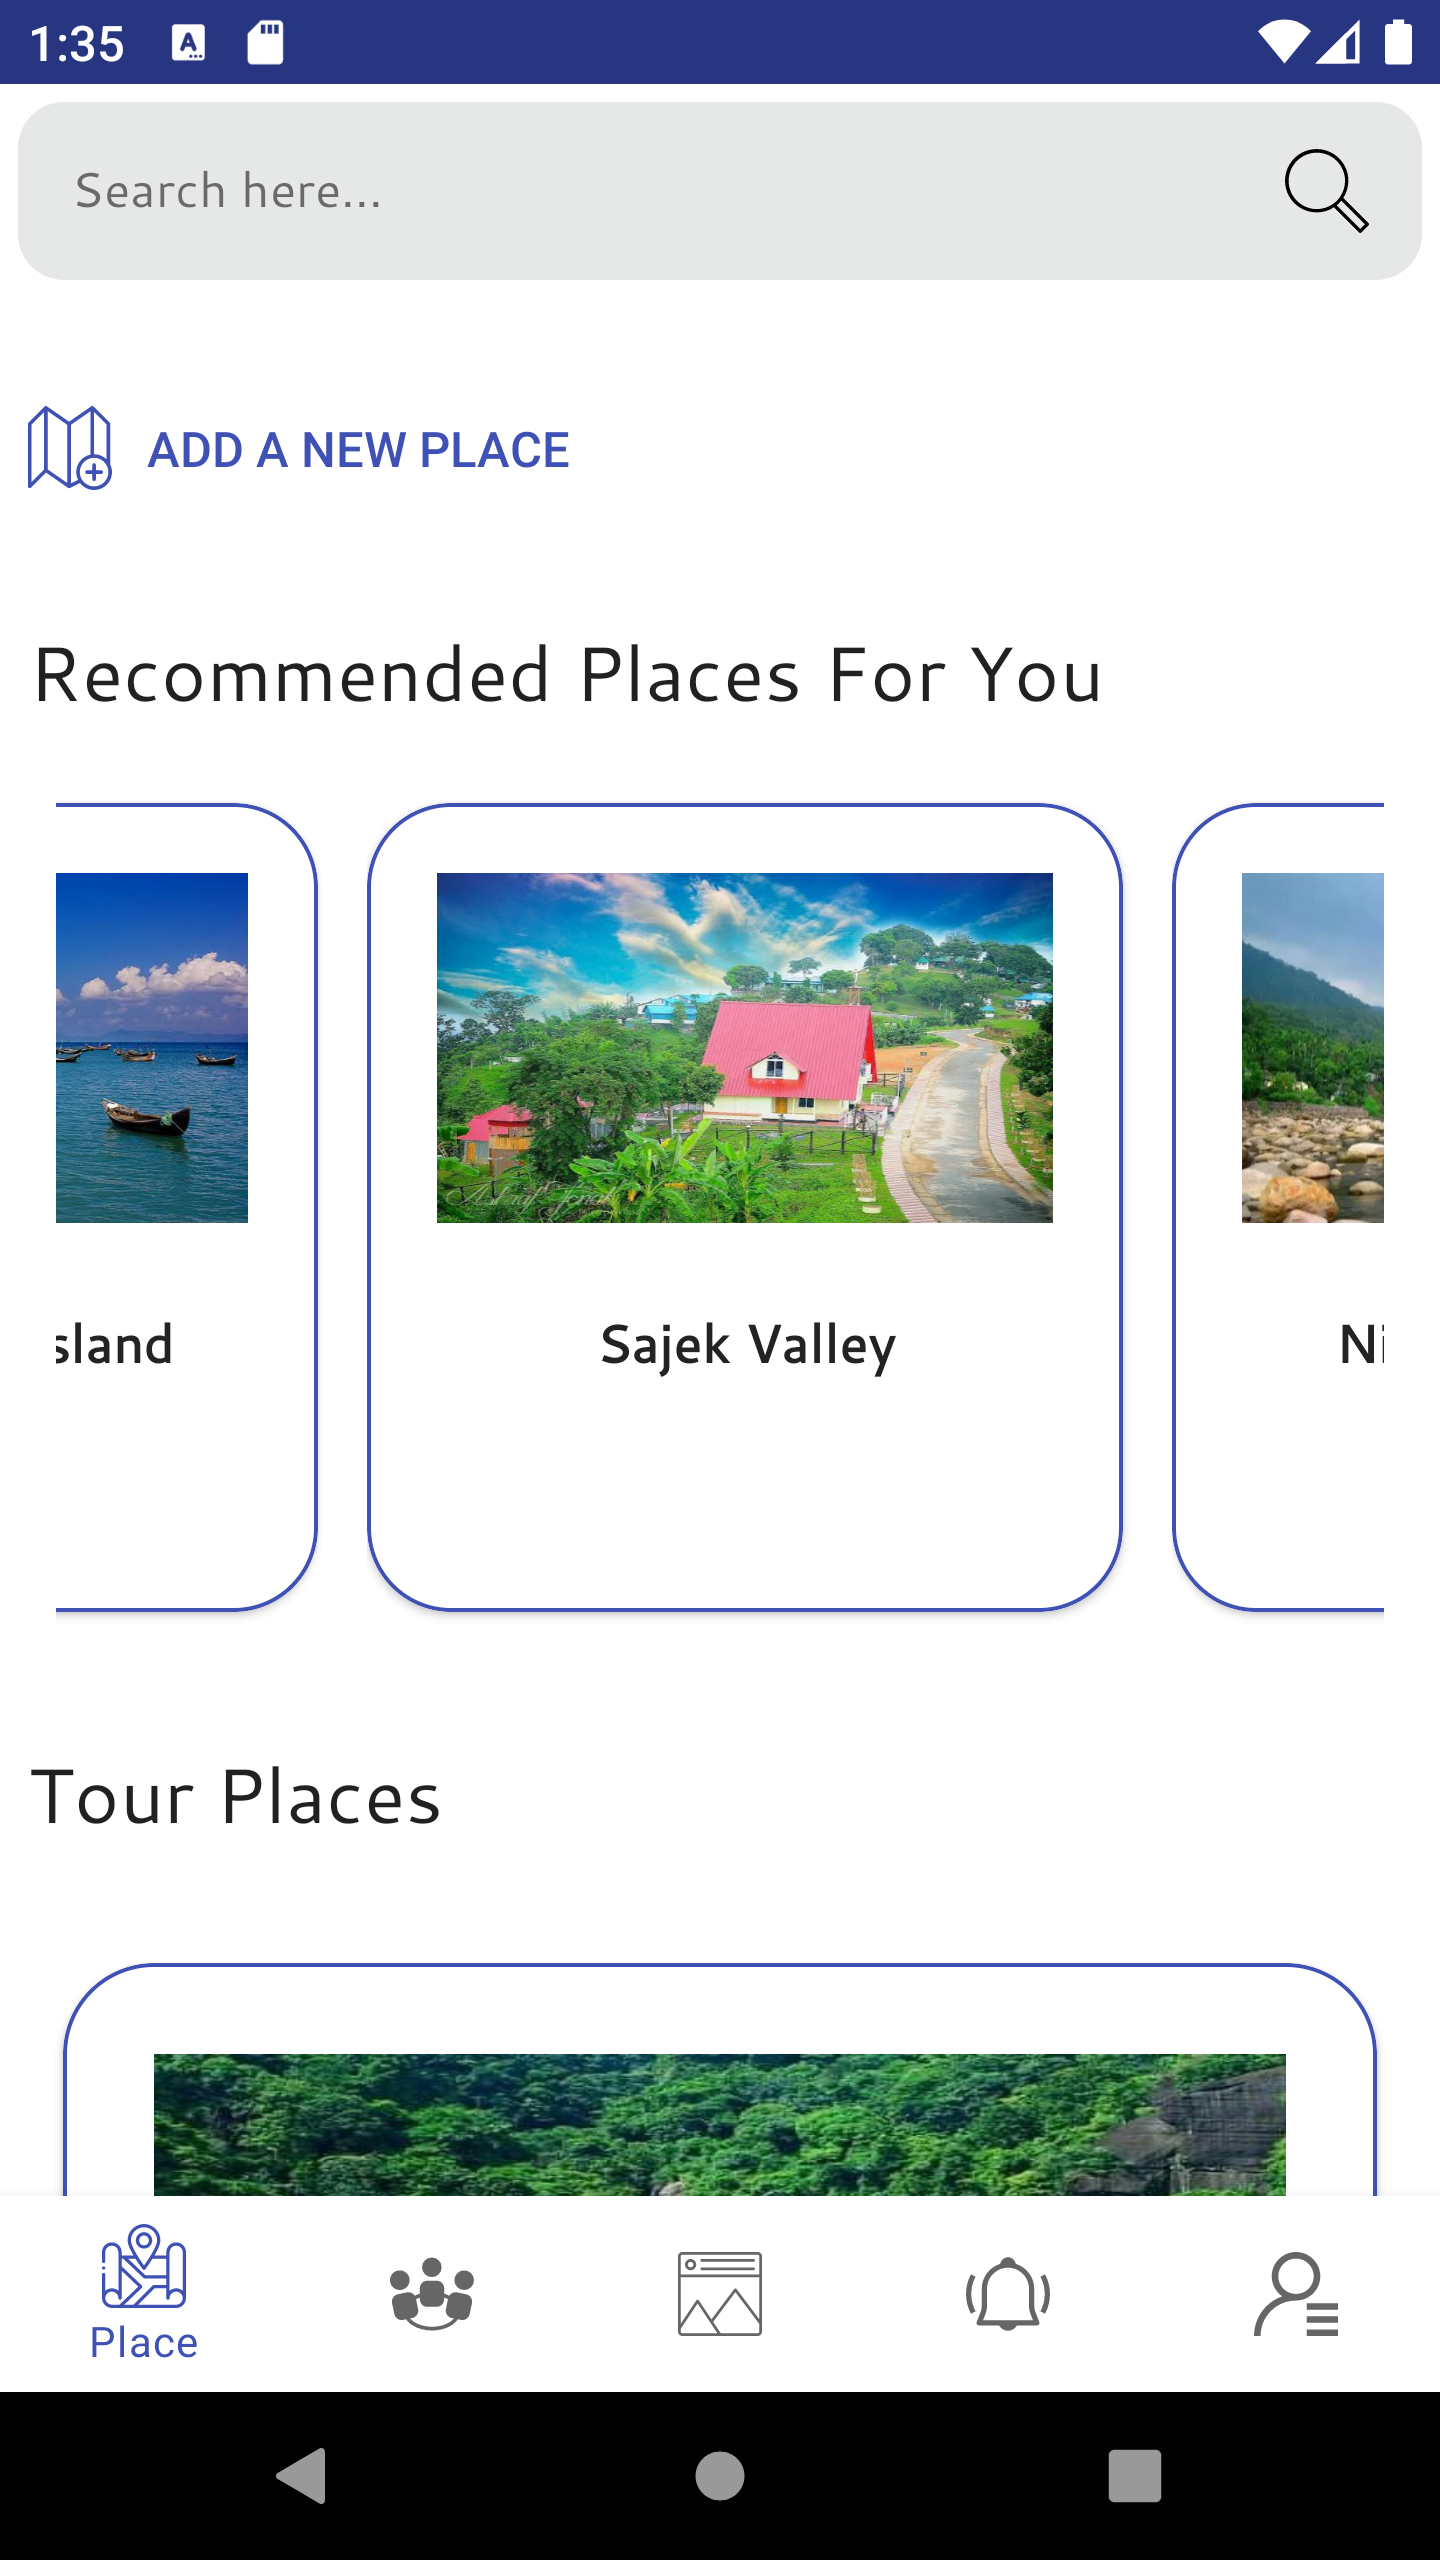 1:35
Search here...
ADD A NEW PLACE
Recommended Places For You
sland
Sajek Valley
Ni
Tour Places
Place